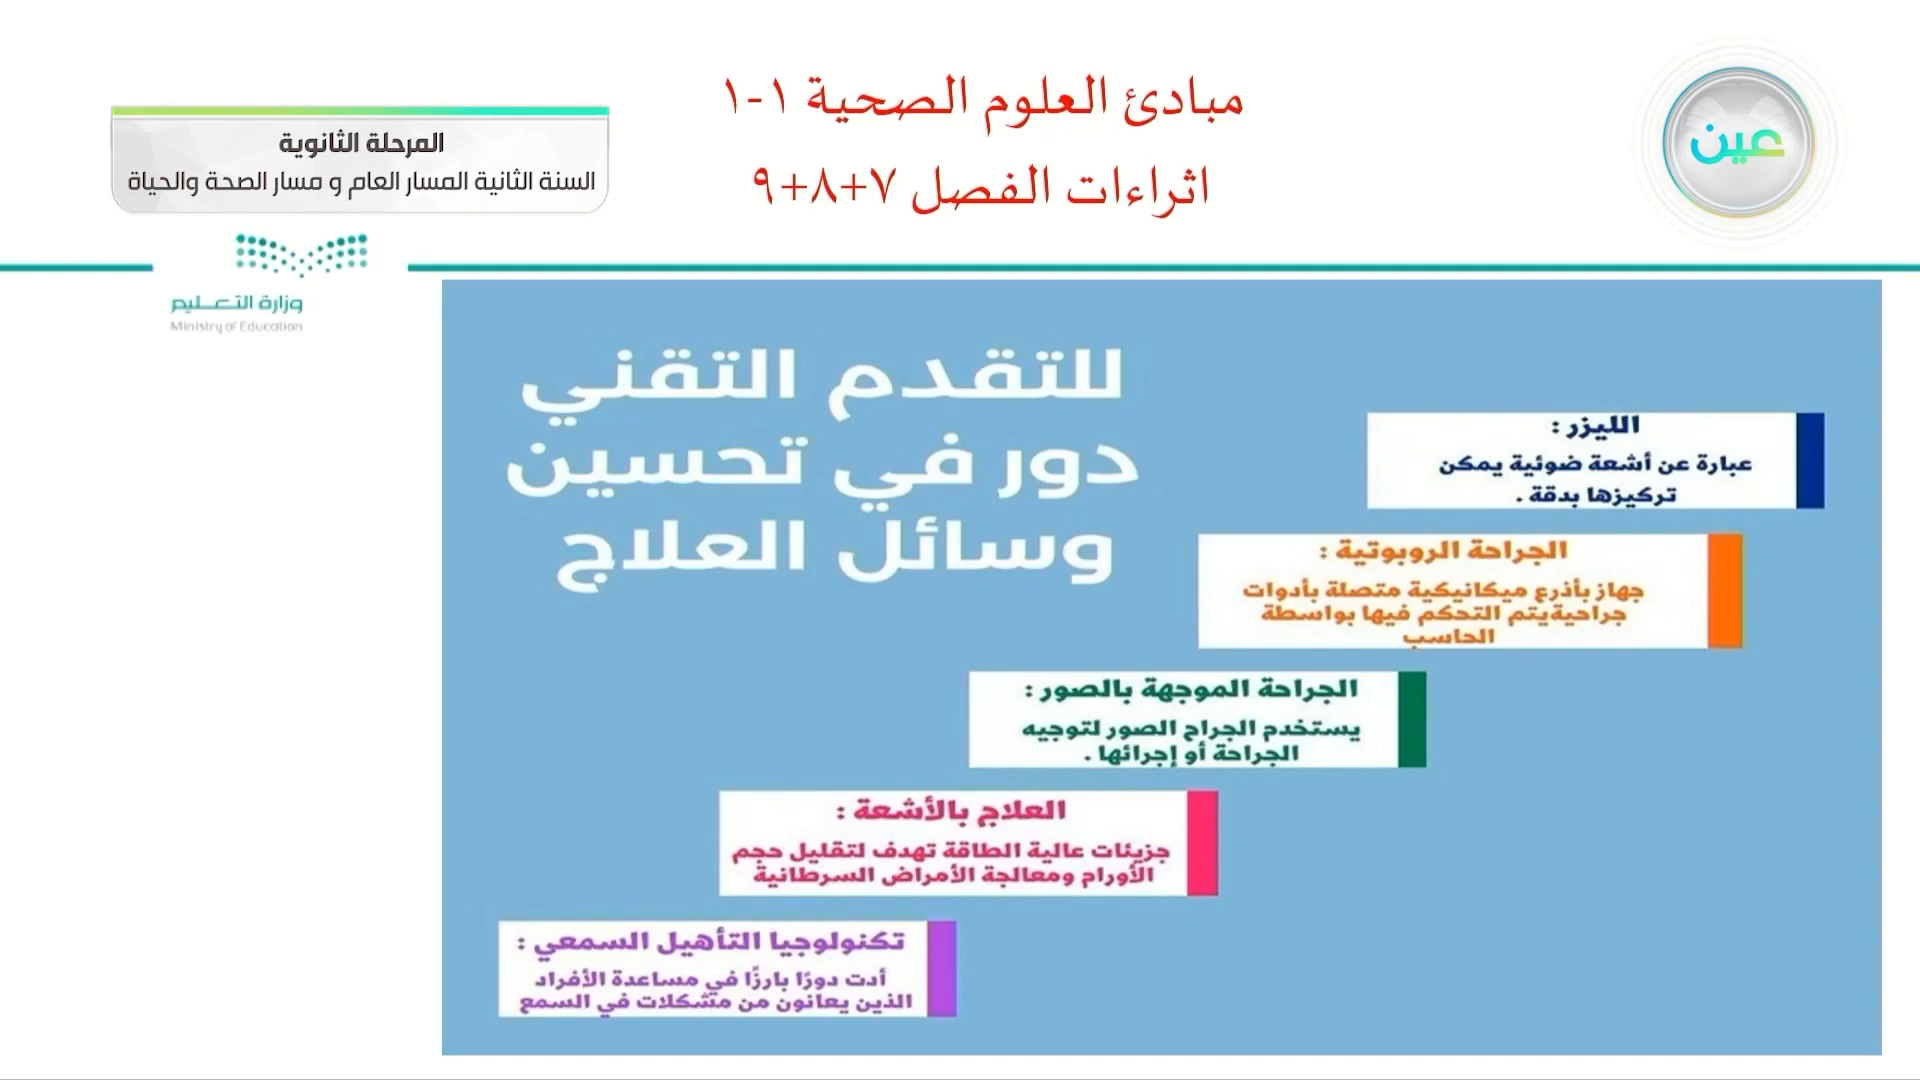 مبادئ العلوم الصحية ١-١
اثراءات الفصل ٧+٨+٩
عين
المرحلة الثانوية
السنة الثانية المسار العام و مسار الصحة والحياة
وزارة التعليم
Ministry of Education
للتقدم التقني
دور في تحسين
وسائل العلاج
الليزر :
عبارة عن أشعة ضوئية يمكن
تركيزها بدقة .
الجراحة الروبوتية :
جهاز بأذرع ميكانيكية متصلة بأدوات
جراحيةيتم التحكم فيها بواسطة
الحاسب
الجراحة الموجهة بالصور :
يستخدم الجراح الصور لتوجيه
الجراحة أو إجرائها .
العلاج بالأشعة :
جزيئات عالية الطاقة تهدف لتقليل حجم
الأورام ومعالجة الأمراض السرطانية
تكنولوجيا التأهيل السمعي :
أدت دورًا بارزًا في مساعدة الأفراد
الذين يعانون من مشكلات في السمع